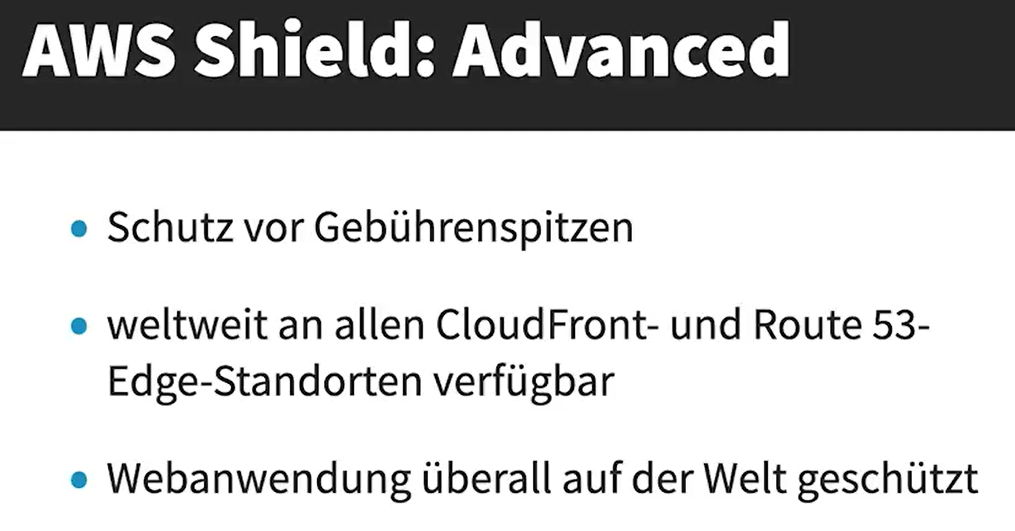 AWS Shield: Advanced
Schutz vor Gebührenspitzen
weltweit an allen CloudFront- und Route 53-
Edge-Standorten verfügbar
Webanwendung überall auf der Welt geschützt